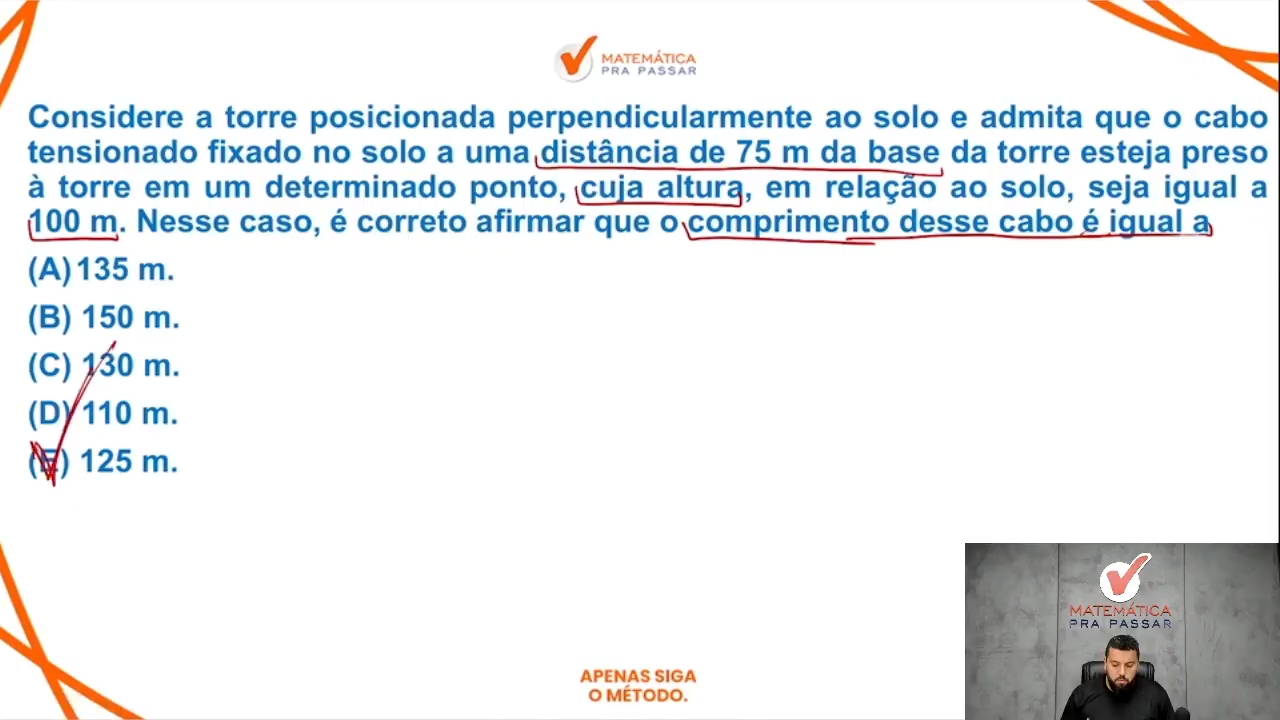 MATEMÁTICA
PRA PASSAR
Considere a torre posicionada perpendicularmente ao solo e admita que o cabo
tensionado fixado no solo a uma distância de 75 m da base da torre esteja preso
à torre em um determinado ponto, cuja altura, em relação ao solo, seja igual a
100 m. Nesse caso, é correto afirmar que o comprimento desse cabo é igual a
(A) 135 m.
(B) 150 m.
(C) 130 m.
(D) 110 m.
(E) 125 m.
MATEMÁTICA
PRA PASSAR
APENAS SIGA
O MÉTODO.